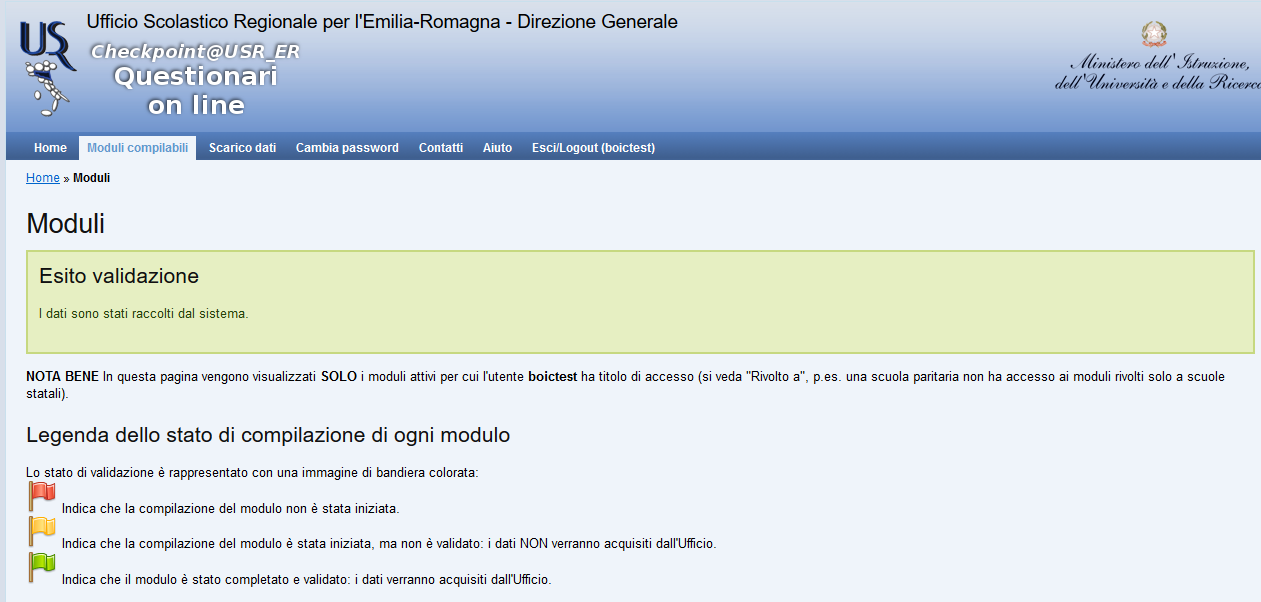 Ufficio Scolastico Regionale per l'Emilia-Romagna - Direzione Generale
US
R
Checkpoint@USR_ER
Questionari
on line
Ministero dell' Istruzione,
dell'Università e della Ricerca
Home Moduli compilabili Scarico dati Cambia password Contatti Aiuto Esci/Logout (boictest)
Home » Moduli
Moduli
Esito validazione
I dati sono stati raccolti dal sistema.
NOTA BENE In questa pagina vengono visualizzati SOLO i moduli attivi per cui l'utente boictest ha titolo di accesso (si veda "Rivolto a", p.es. una scuola paritaria non ha accesso ai moduli rivolti solo a scuole
statali).
Legenda dello stato di compilazione di ogni modulo
Lo stato di validazione è rappresentato con una immagine di bandiera colorata:
Indica che la compilazione del modulo non è stata iniziata.
Indica che la compilazione del modulo è stata iniziata, ma non è validato: i dati NON verranno acquisiti dall'Ufficio.
Indica che il modulo è stato completato e validato: i dati verranno acquisiti dall'Ufficio.